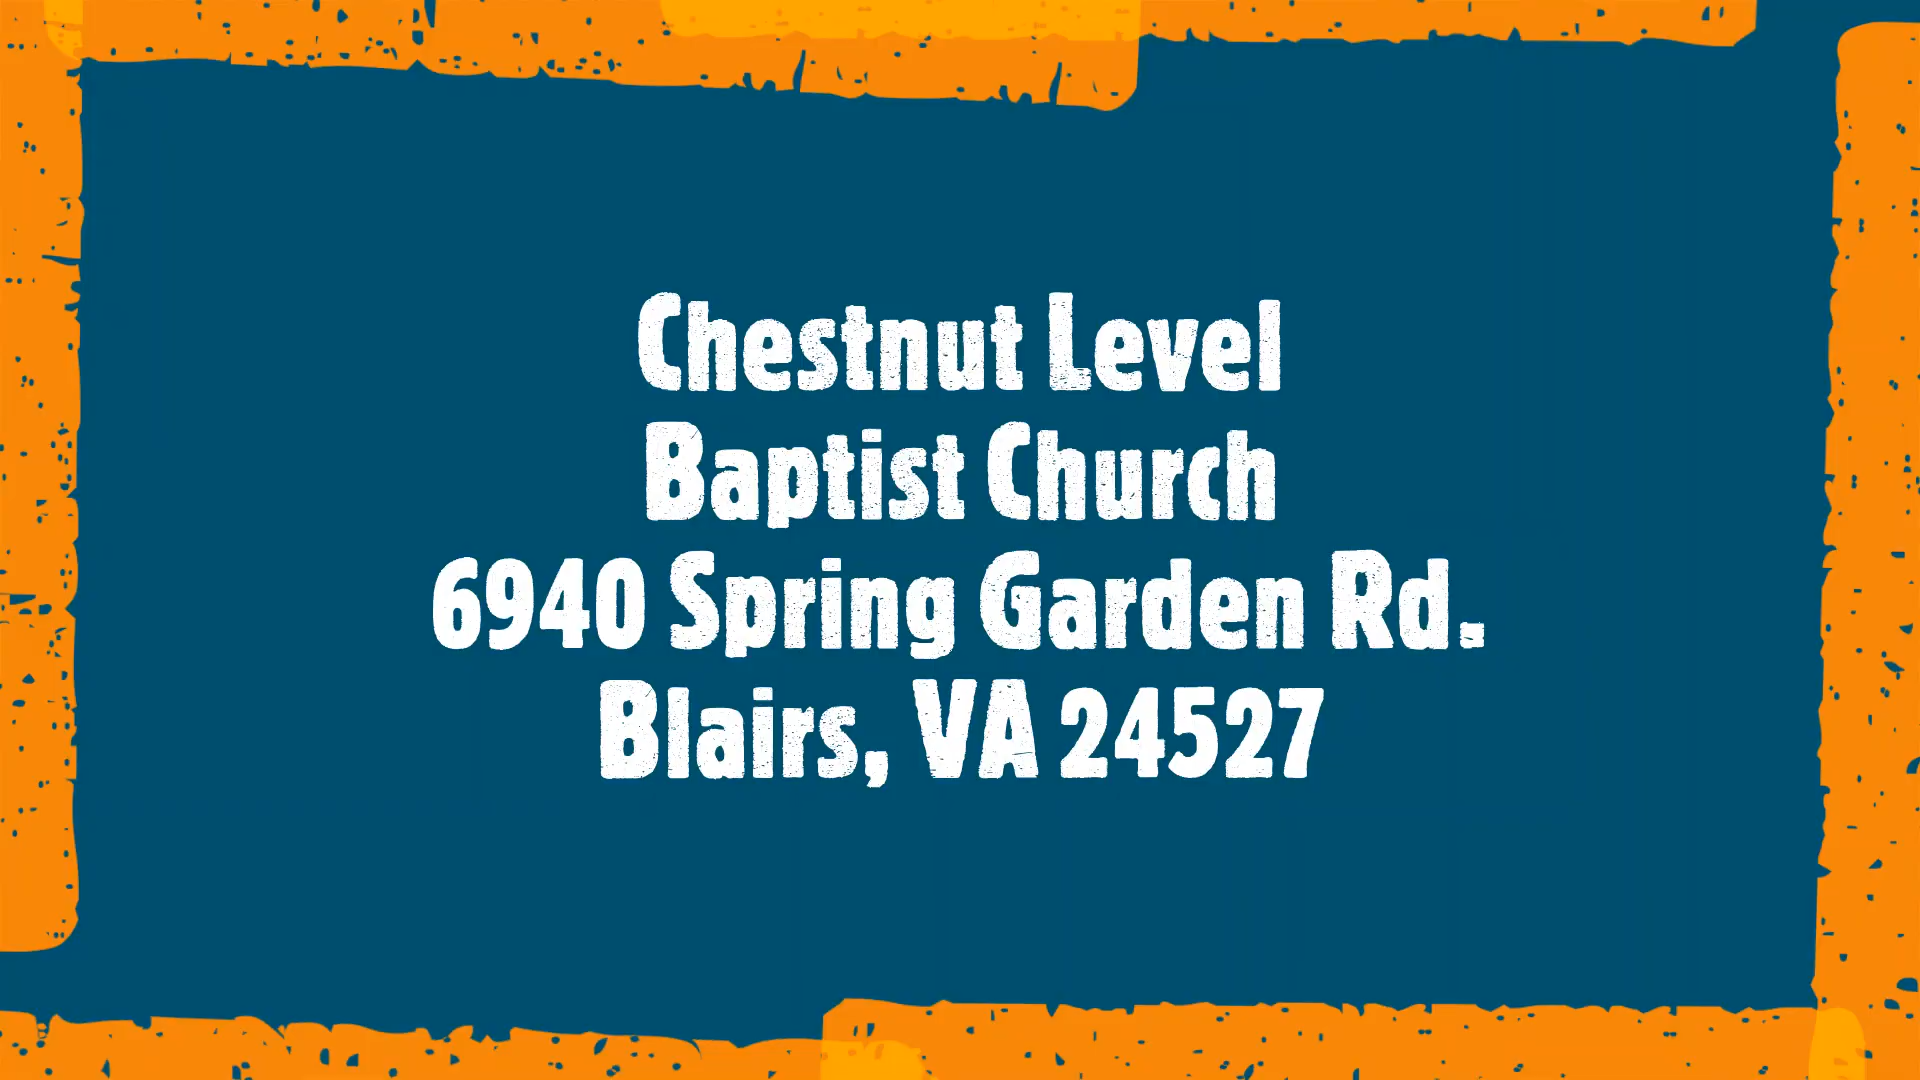 Chestnut Level
Baptist Church
6940 Spring Garden Rd.
Blairs, VA 24527